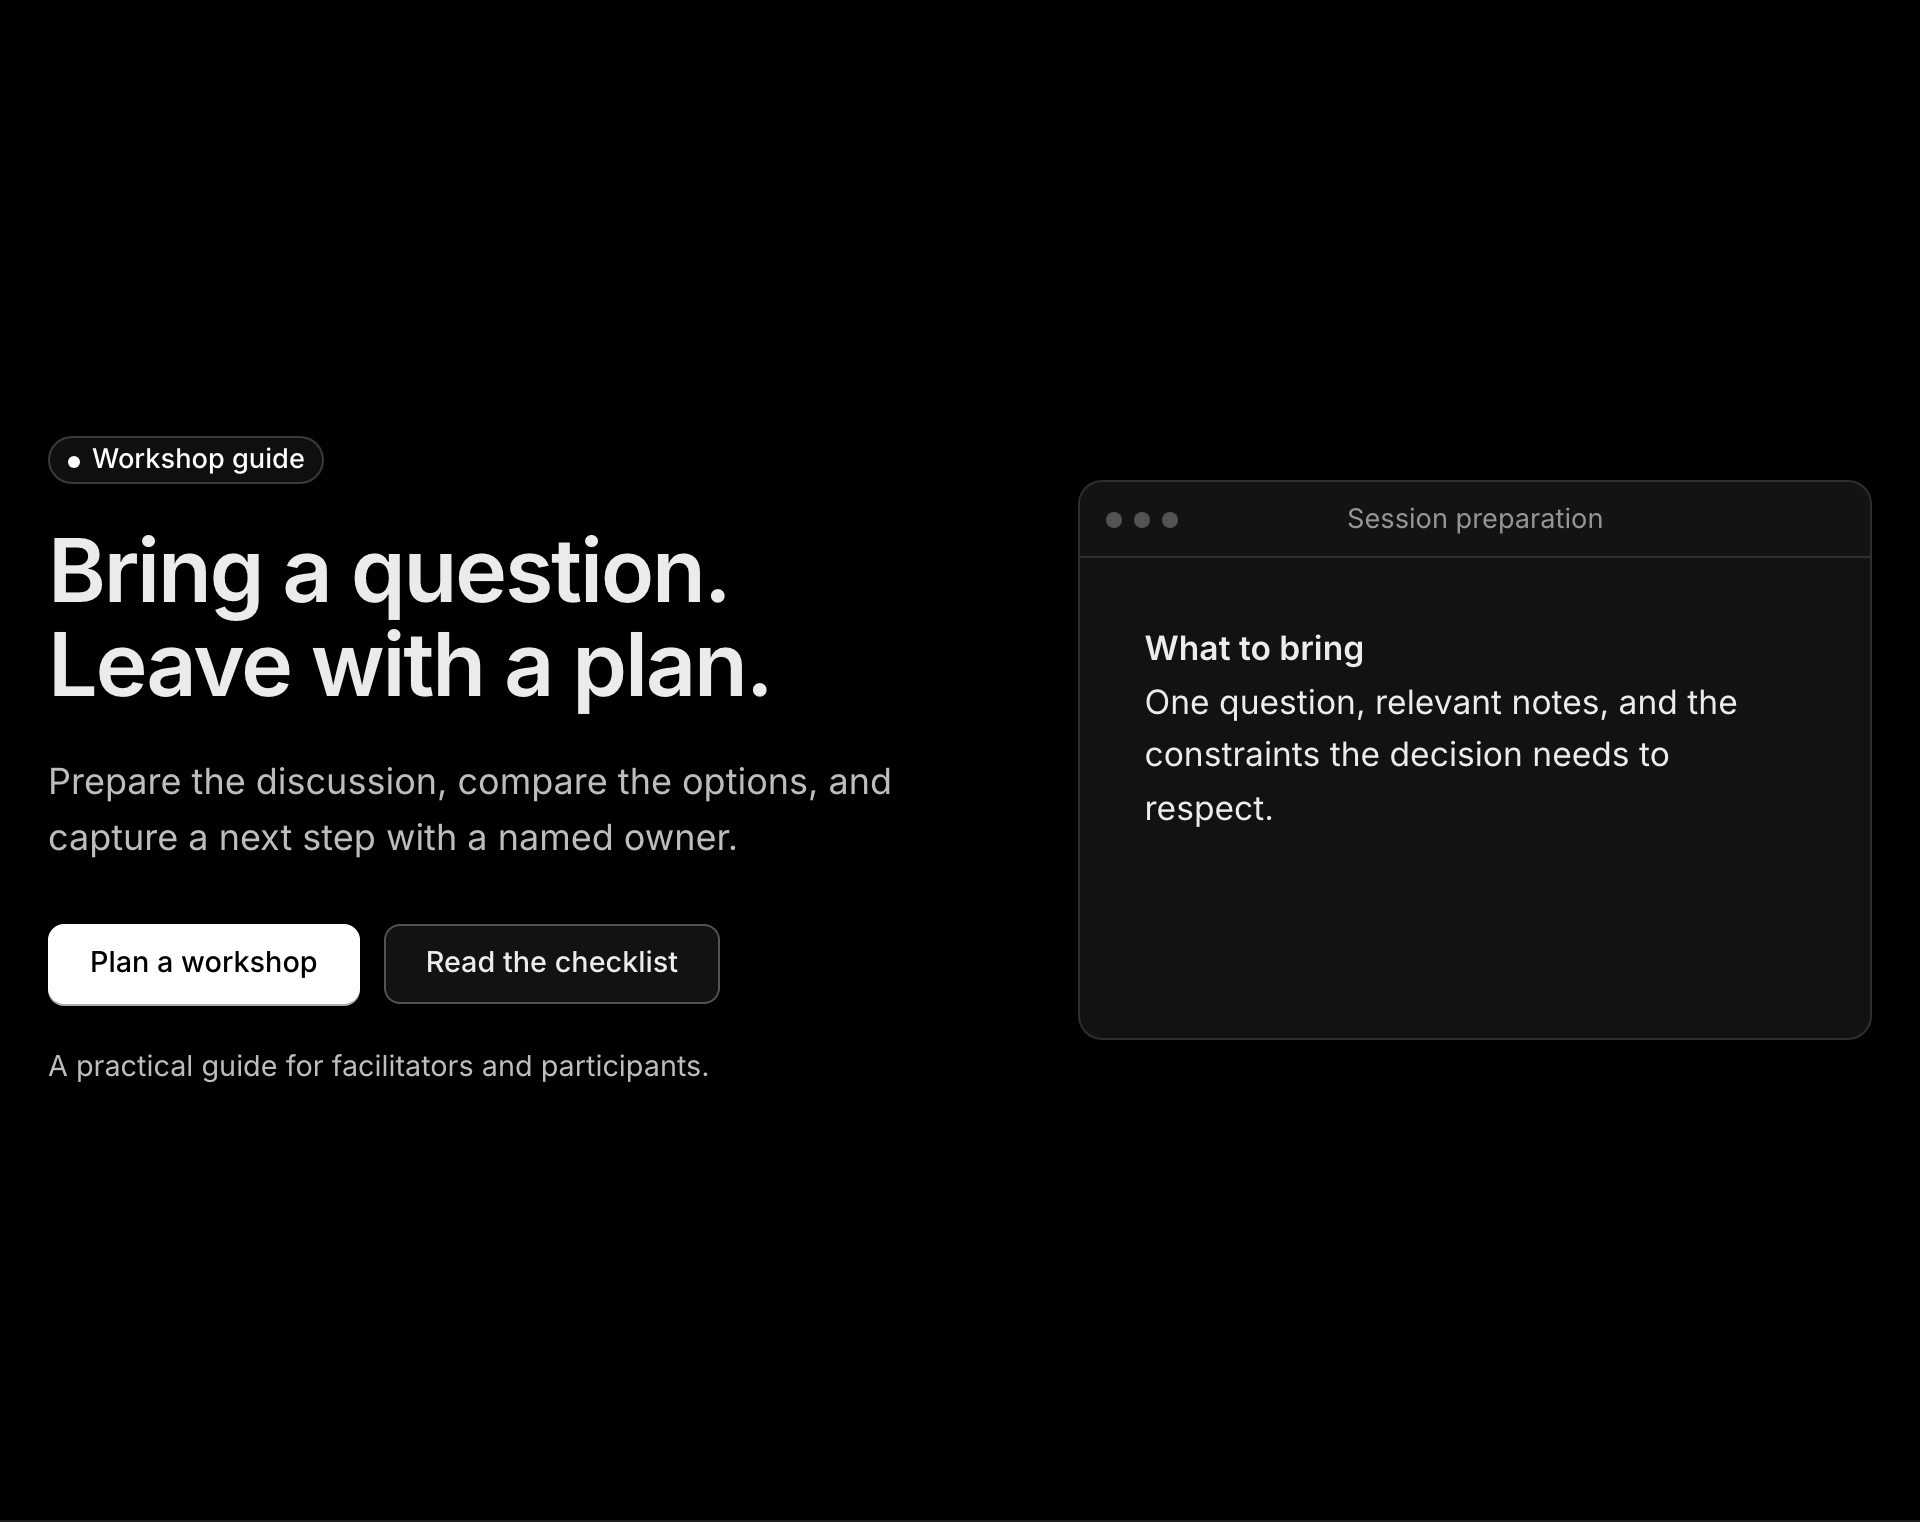 Workshop guide
Bring a question.
Leave with a plan.
Prepare the discussion, compare the options, and
capture a next step with a named owner.
Plan a workshop
Read the checklist
A practical guide for facilitators and participants.
Session preparation
What to bring
One question, relevant notes, and the
constraints the decision needs to
respect.